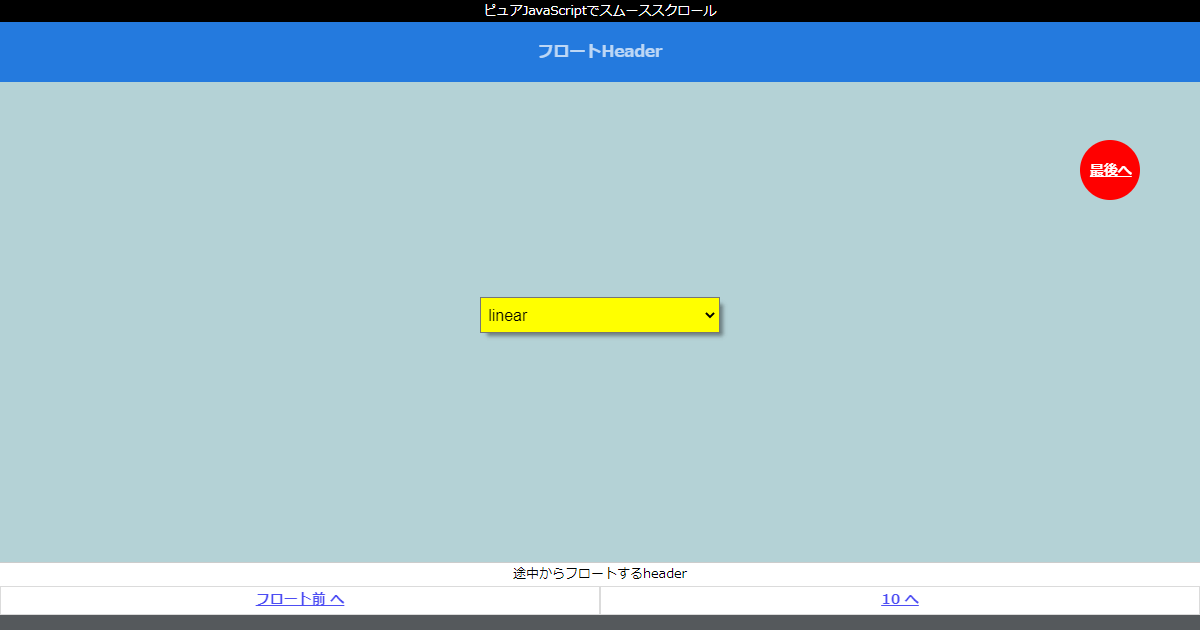 ピュアJavaScriptでスムーススクロール
フロートHeader
最後へ
linear
途中からフロートするheader
フロート前 へ
10 へ